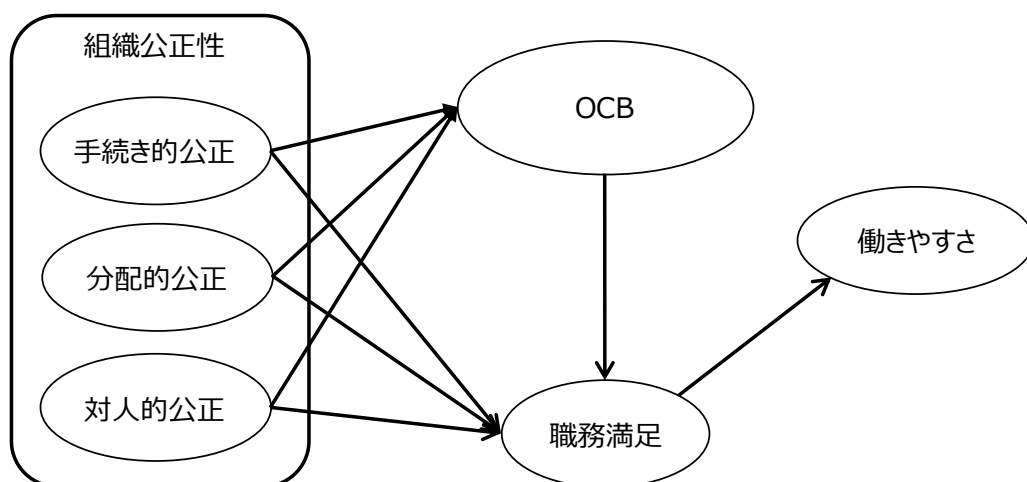 組織公正性
手続き的公正
分配的公正
対人的公正
OCB
職務満足
働きやすさ